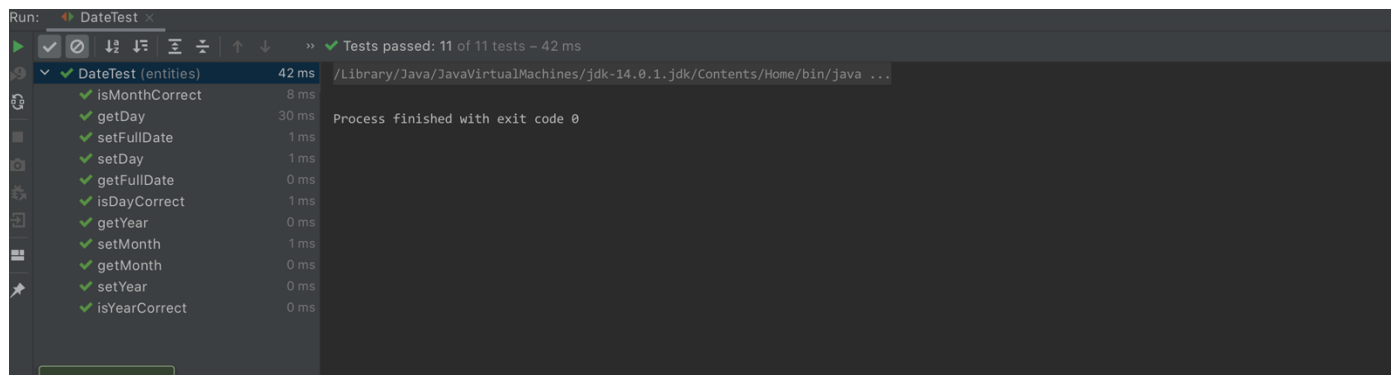 Run: DateTest
Tests passed: 11 of 11 tests – 42 ms
DateTest (entities) 42 ms
/Library/Java/JavaVirtualMachines/jdk-14.0.1.jdk/Contents/Home/bin/java ...
isMonthCorrect 8 ms
getDay 30 ms
Process finished with exit code 0
setFullDate 1 ms
setDay 1 ms
getFullDate 0 ms
isDayCorrect 1 ms
getYear 0 ms
setMonth 1 ms
getMonth 0 ms
setYear 0 ms
isYearCorrect 0 ms